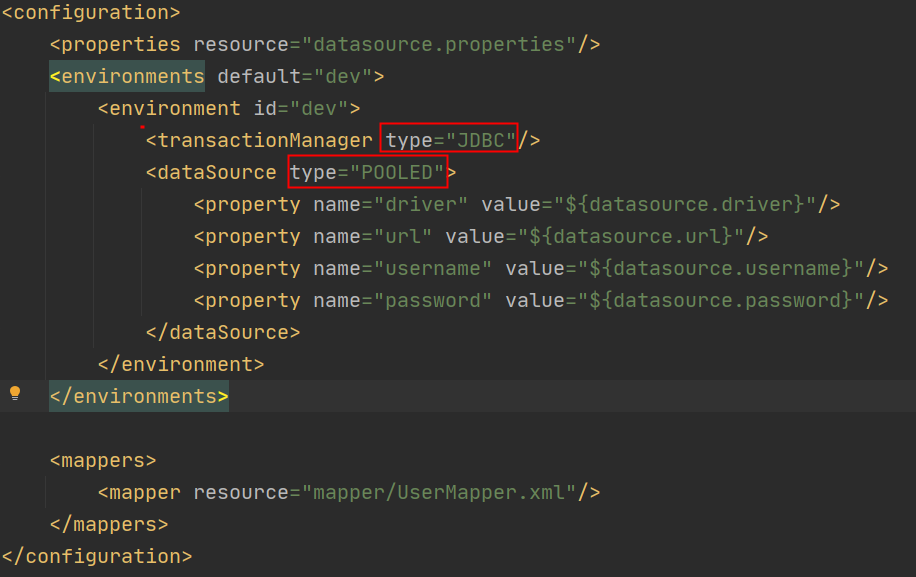 <configuration>
    <properties resource="datasource.properties"/>
    <environments default="dev">
        <environment id="dev">
            <transactionManager type="JDBC"/>
            <dataSource type="POOLED">
                <property name="driver" value="${datasource.driver}"/>
                <property name="url" value="${datasource.url}"/>
                <property name="username" value="${datasource.username}"/>
                <property name="password" value="${datasource.password}"/>
            </dataSource>
        </environment>
    </environments>
    <mappers>
        <mapper resource="mapper/UserMapper.xml"/>
    </mappers>
</configuration>